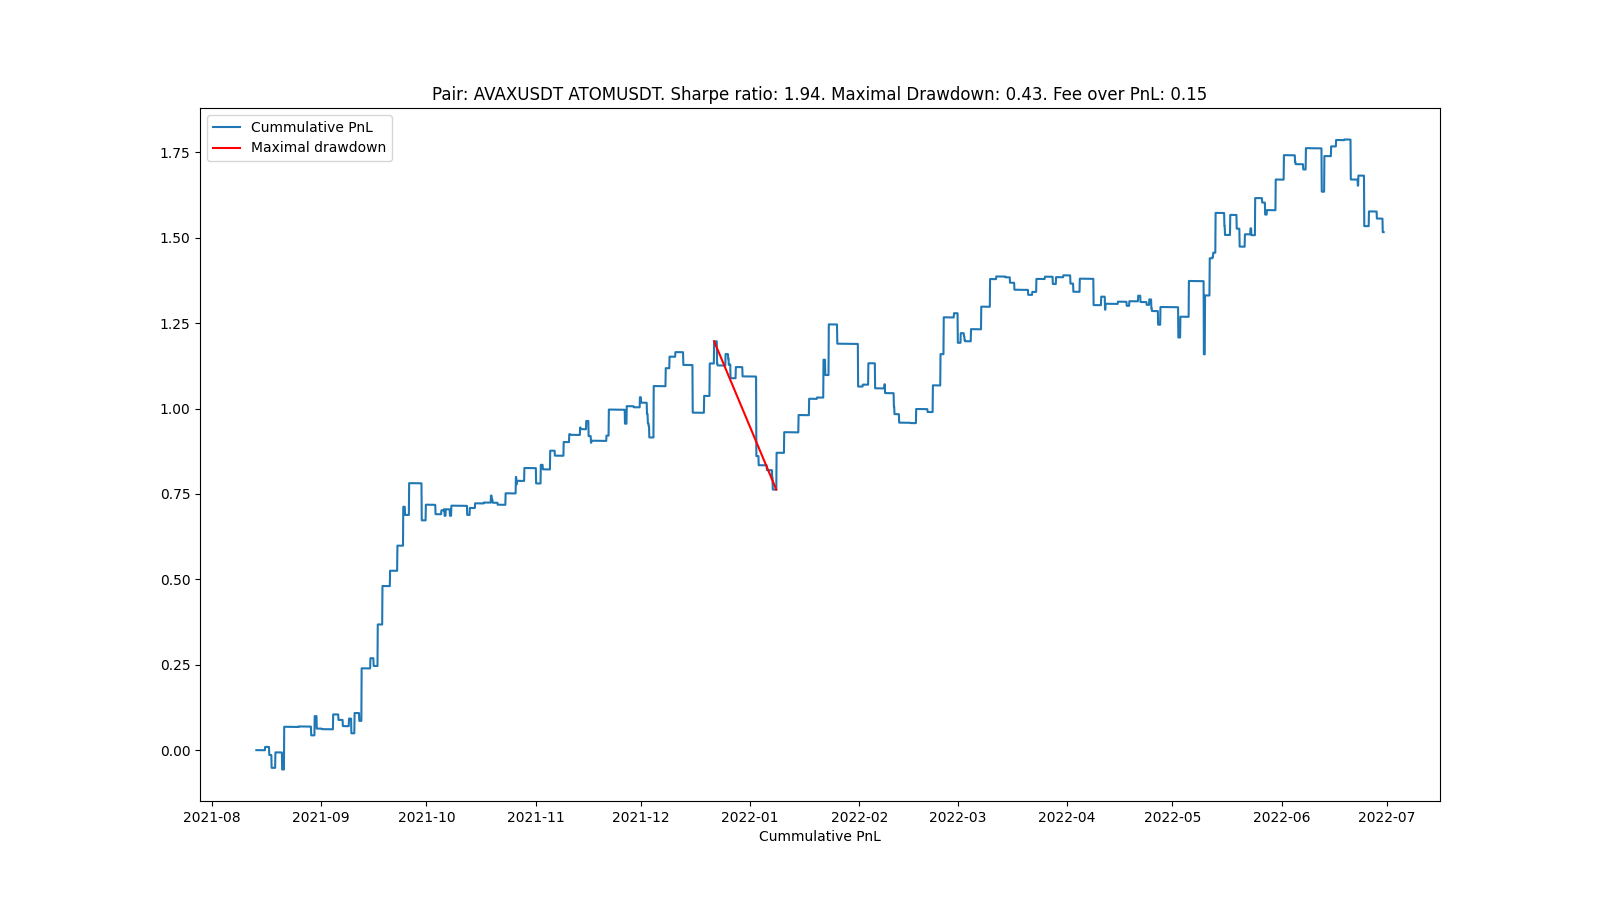 Pair: AVAXUSDT ATOMUSDT. Sharpe ratio: 1.94. Maximal Drawdown: 0.43. Fee over PnL: 0.15
Cummulative PnL
Maximal drawdown
1.75
1.50
1.25
1.00
0.75
0.50
0.25
0.00
2021-08 2021-09 2021-10 2021-11 2021-12 2022-01 2022-02 2022-03 2022-04 2022-05 2022-06 2022-07
Cummulative PnL